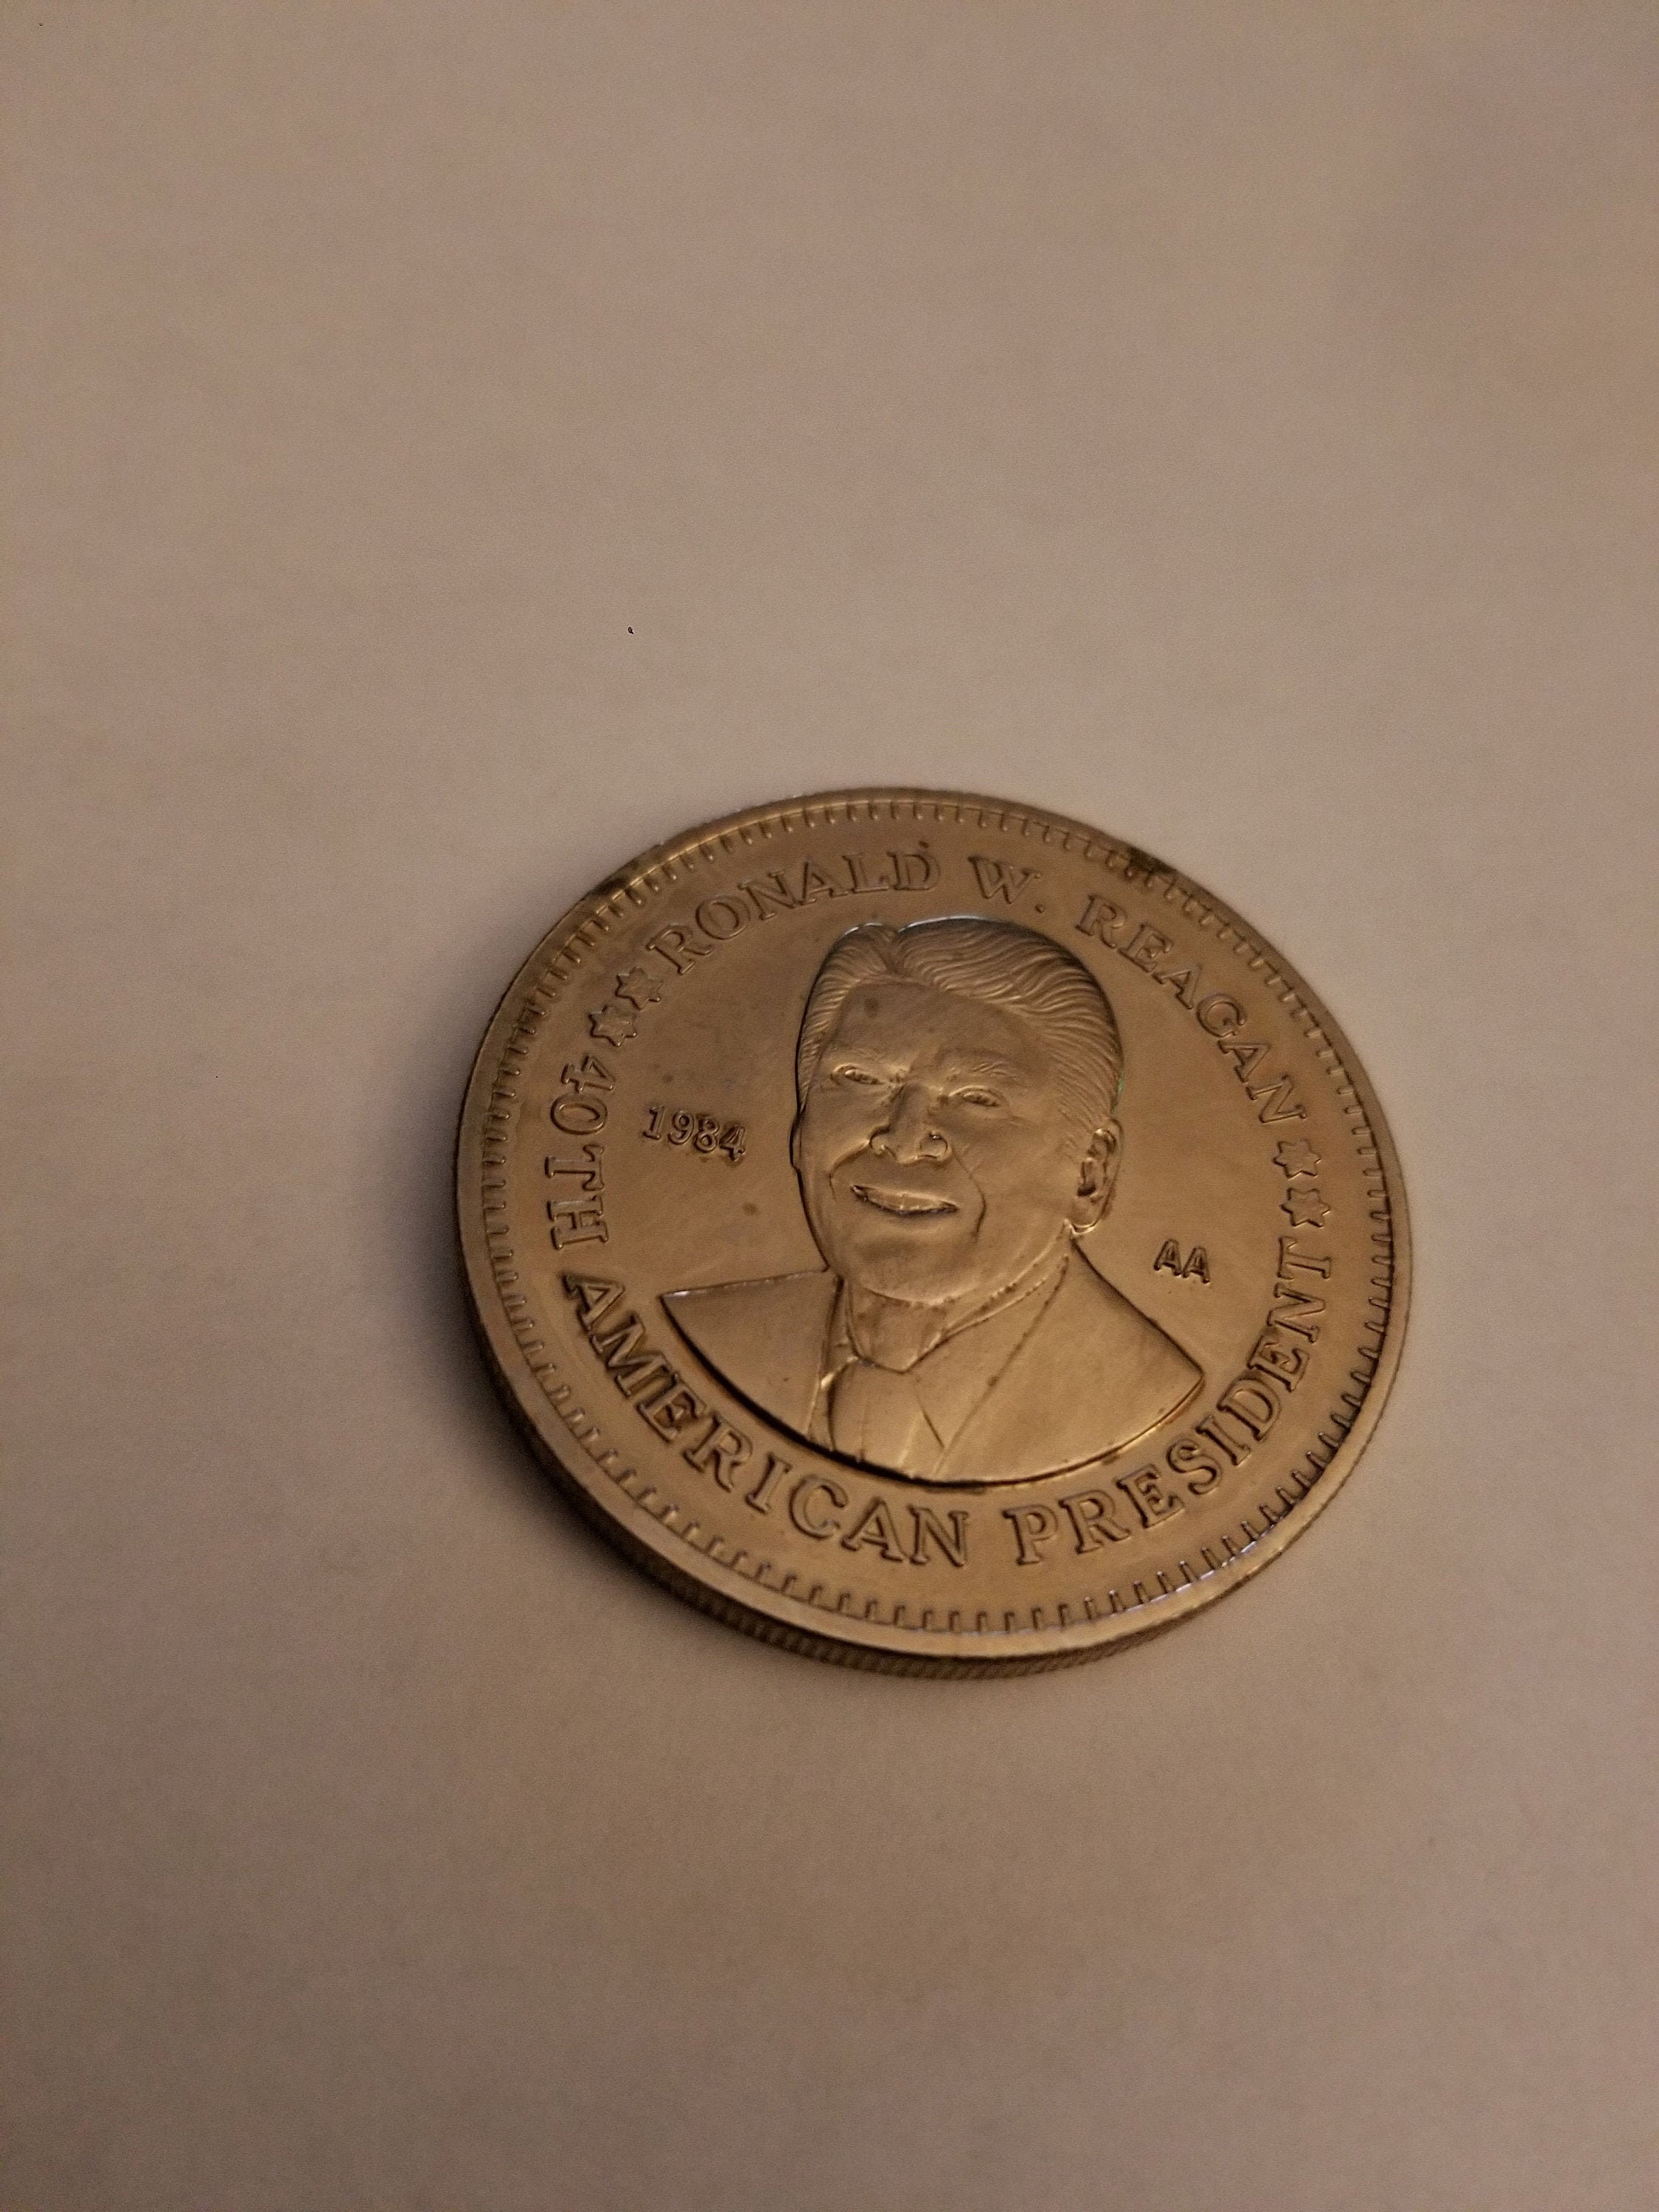 RONALD W. REAGAN
1984
AA
40TH AMERICAN PRESIDENT